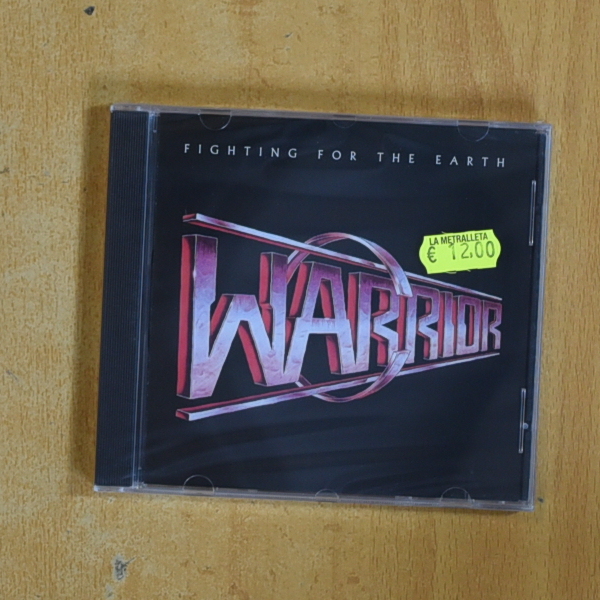 FIGHTING FOR THE EARTH
LA METRALLETA
€ 12.00
WARRIOR